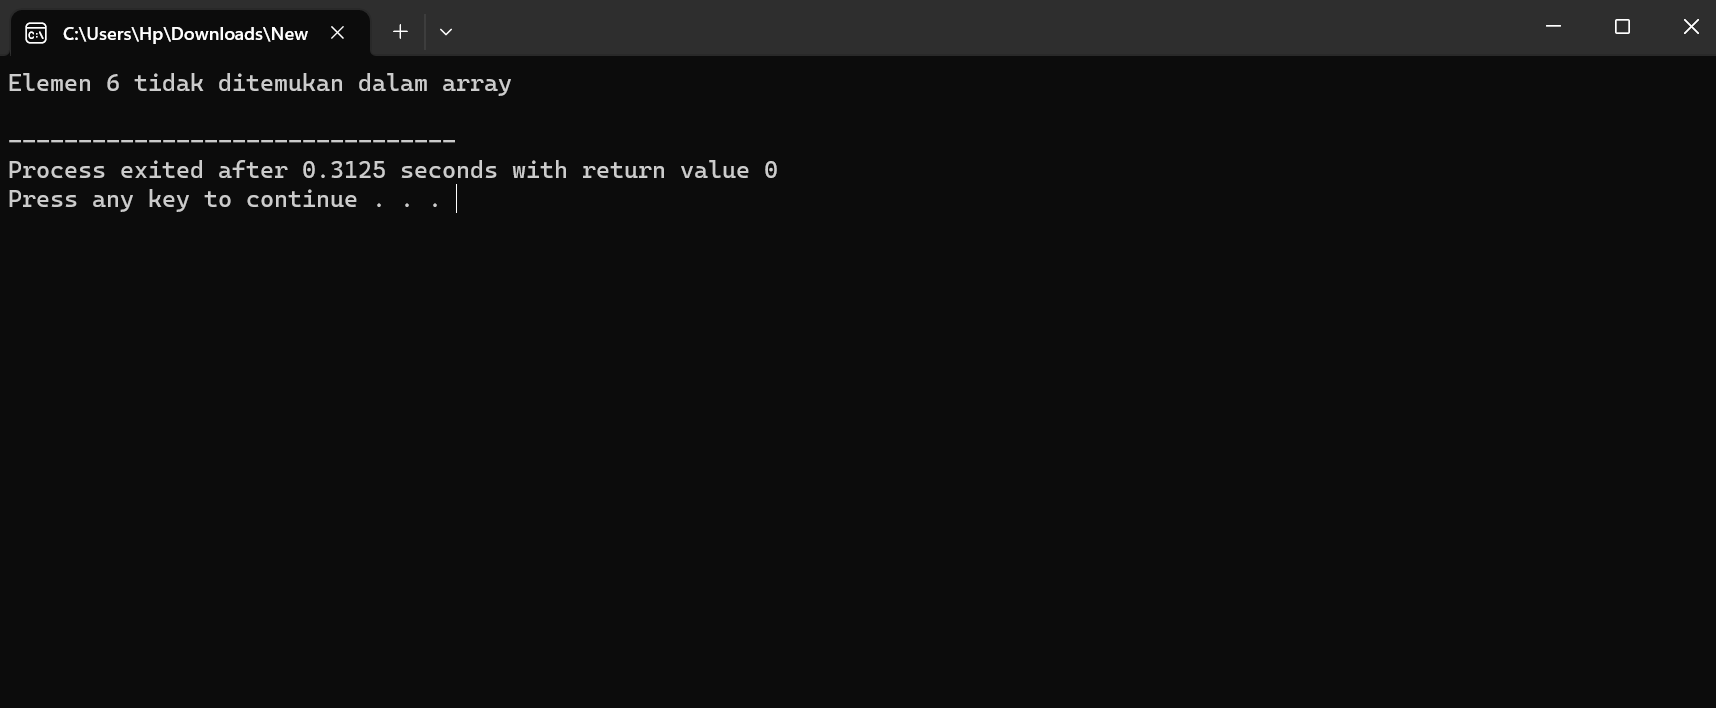 C:\Users\Hp\Downloads\New
Elemen 6 tidak ditemukan dalam array
--------------------------------
Process exited after 0.3125 seconds with return value 0
Press any key to continue . . .